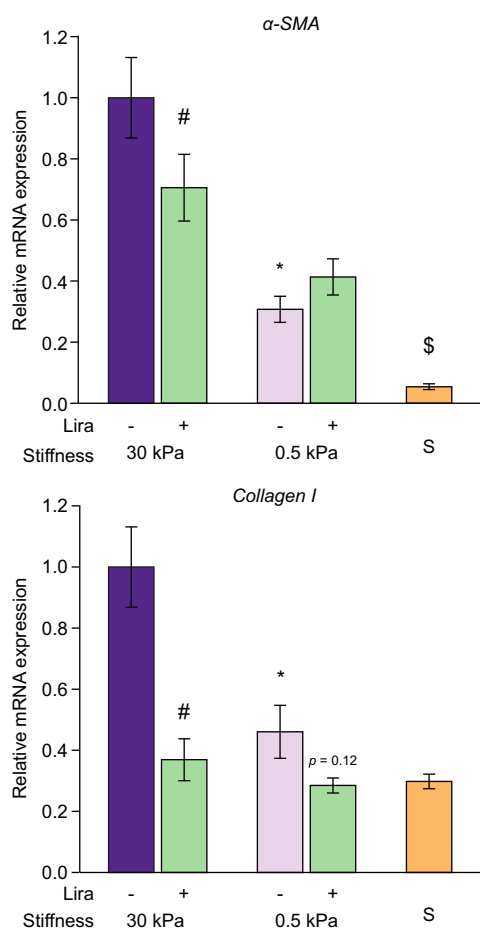 α-SMA
Relative mRNA expression
1.2
1.0
0.8
0.6
0.4
0.2
0.0
#
*
$
Lira - + - +
Stiffness 30 kPa 0.5 kPa S
Collagen I
Relative mRNA expression
1.2
1.0
0.8
0.6
0.4
0.2
0.0
#
*
p = 0.12
Lira - + - +
Stiffness 30 kPa 0.5 kPa S